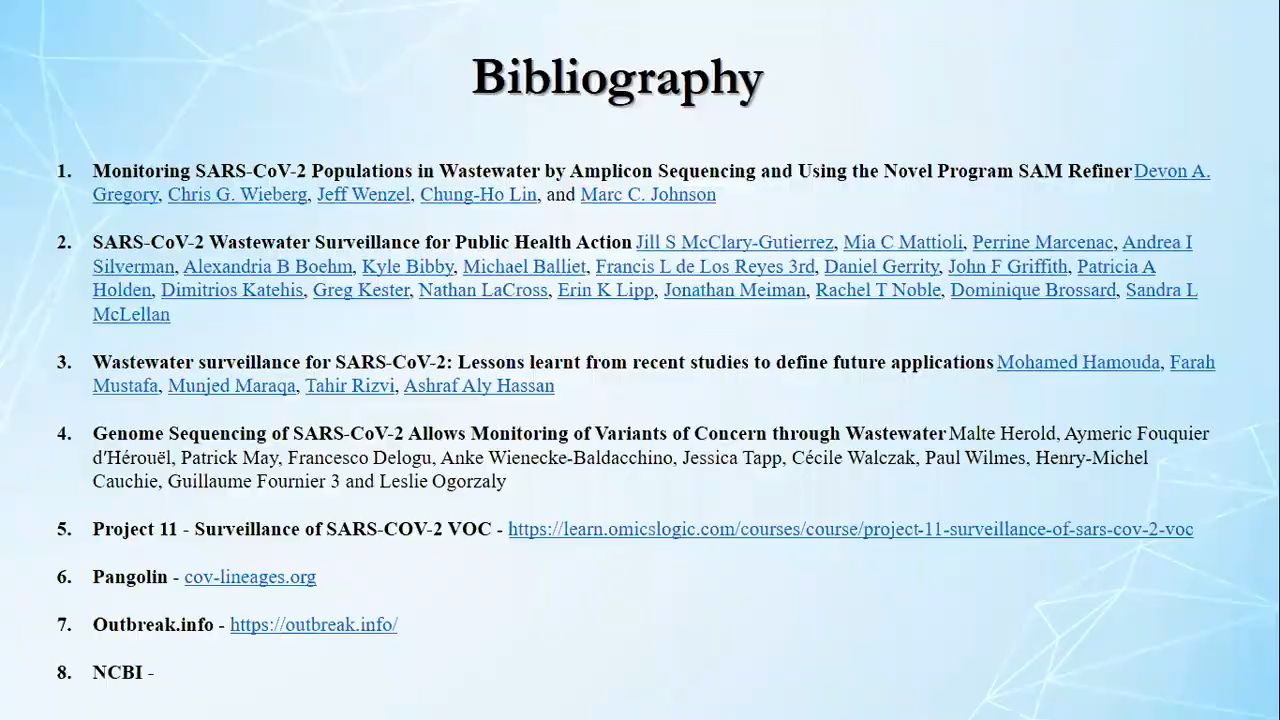 Bibliography
1. Monitoring SARS-CoV-2 Populations in Wastewater by Amplicon Sequencing and Using the Novel Program SAM Refiner Devon A.
Gregory, Chris G. Wieberg, Jeff Wenzel, Chung-Ho Lin, and Marc C. Johnson
2. SARS-CoV-2 Wastewater Surveillance for Public Health Action Jill S McClary-Gutierrez, Mia C Mattioli, Perrine Marcenac, Andrea I
Silverman, Alexandria B Boehm, Kyle Bibby, Michael Balliet, Francis L de Los Reyes 3rd, Daniel Gerrity, John F Griffith, Patricia A
Holden, Dimitrios Katehis, Greg Kester, Nathan LaCross, Erin K Lipp, Jonathan Meiman, Rachel T Noble, Dominique Brossard, Sandra L
McLellan
3. Wastewater surveillance for SARS-CoV-2: Lessons learnt from recent studies to define future applications Mohamed Hamouda, Farah
Mustafa, Munjed Maraqa, Tahir Rizvi, Ashraf Aly Hassan
4. Genome Sequencing of SARS-CoV-2 Allows Monitoring of Variants of Concern through Wastewater Malte Herold, Aymeric Fouquier
d'Hérouël, Patrick May, Francesco Delogu, Anke Wienecke-Baldacchino, Jessica Tapp, Cécile Walczak, Paul Wilmes, Henry-Michel
Cauchie, Guillaume Fournier 3 and Leslie Ogorzaly
5. Project 11 - Surveillance of SARS-COV-2 VOC - https://learn.omicslogic.com/courses/course/project-11-surveillance-of-sars-cov-2-voc
6. Pangolin - cov-lineages.org
7. Outbreak.info - https://outbreak.info/
8. NCBI -